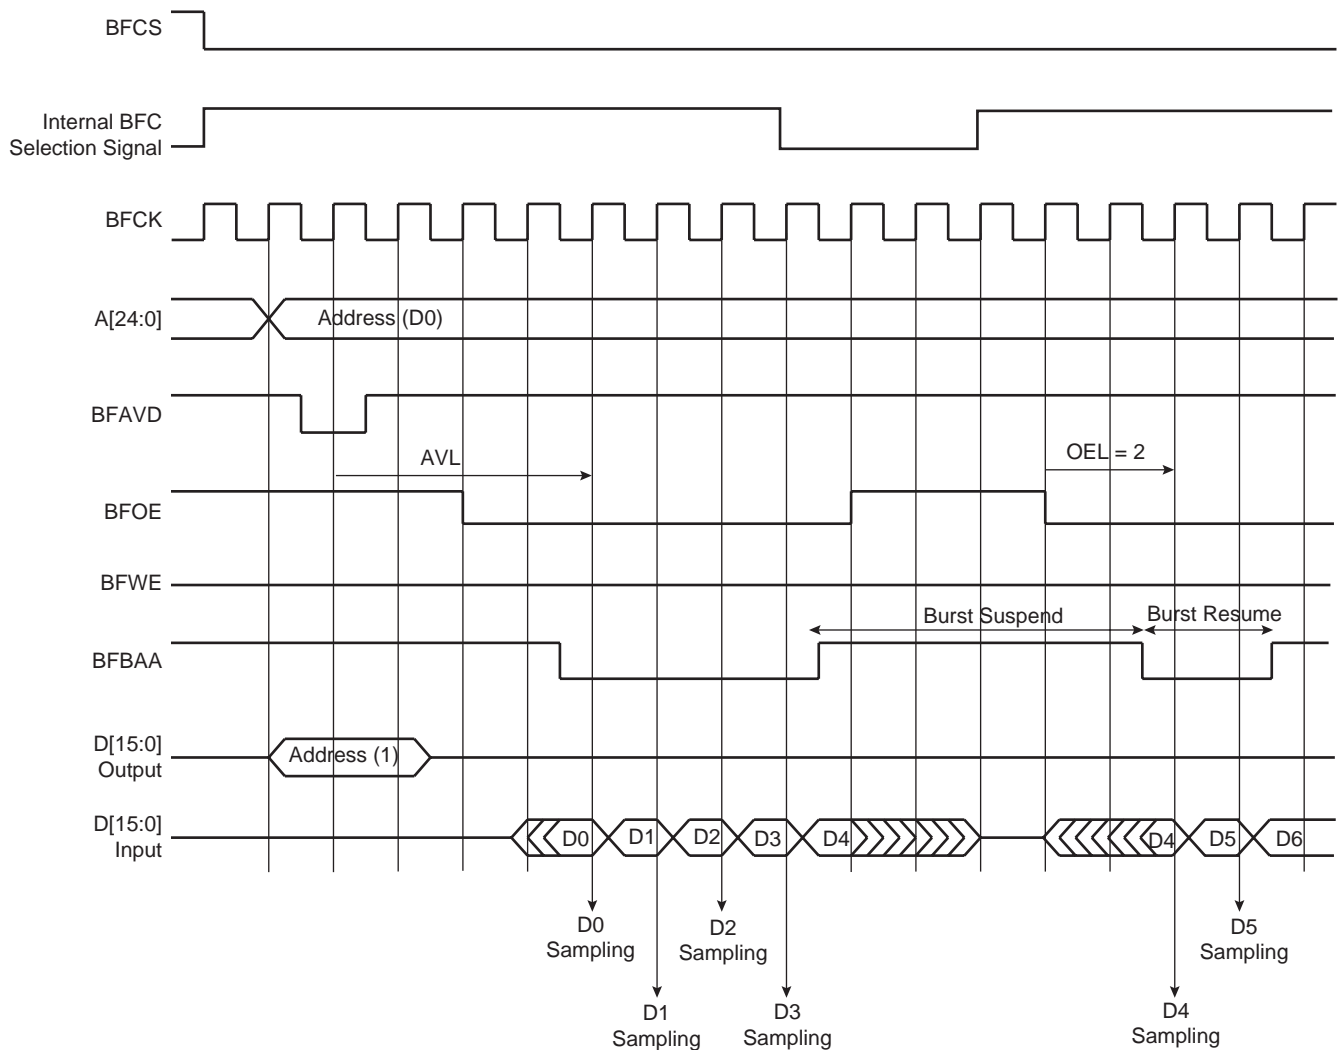 BFCS
Internal BFC
Selection Signal
BFCK
A[24:0]
Address (D0)
BFAVD
AVL
OEL = 2
BFOE
BFWE
Burst Suspend
Burst Resume
BFBAA
D[15:0]
Output
Address (1)
D[15:0]
Input
D0
D1
D2
D3
D4
D4
D5
D6
D0
Sampling
D2
Sampling
D5
Sampling
D1
Sampling
D3
Sampling
D4
Sampling